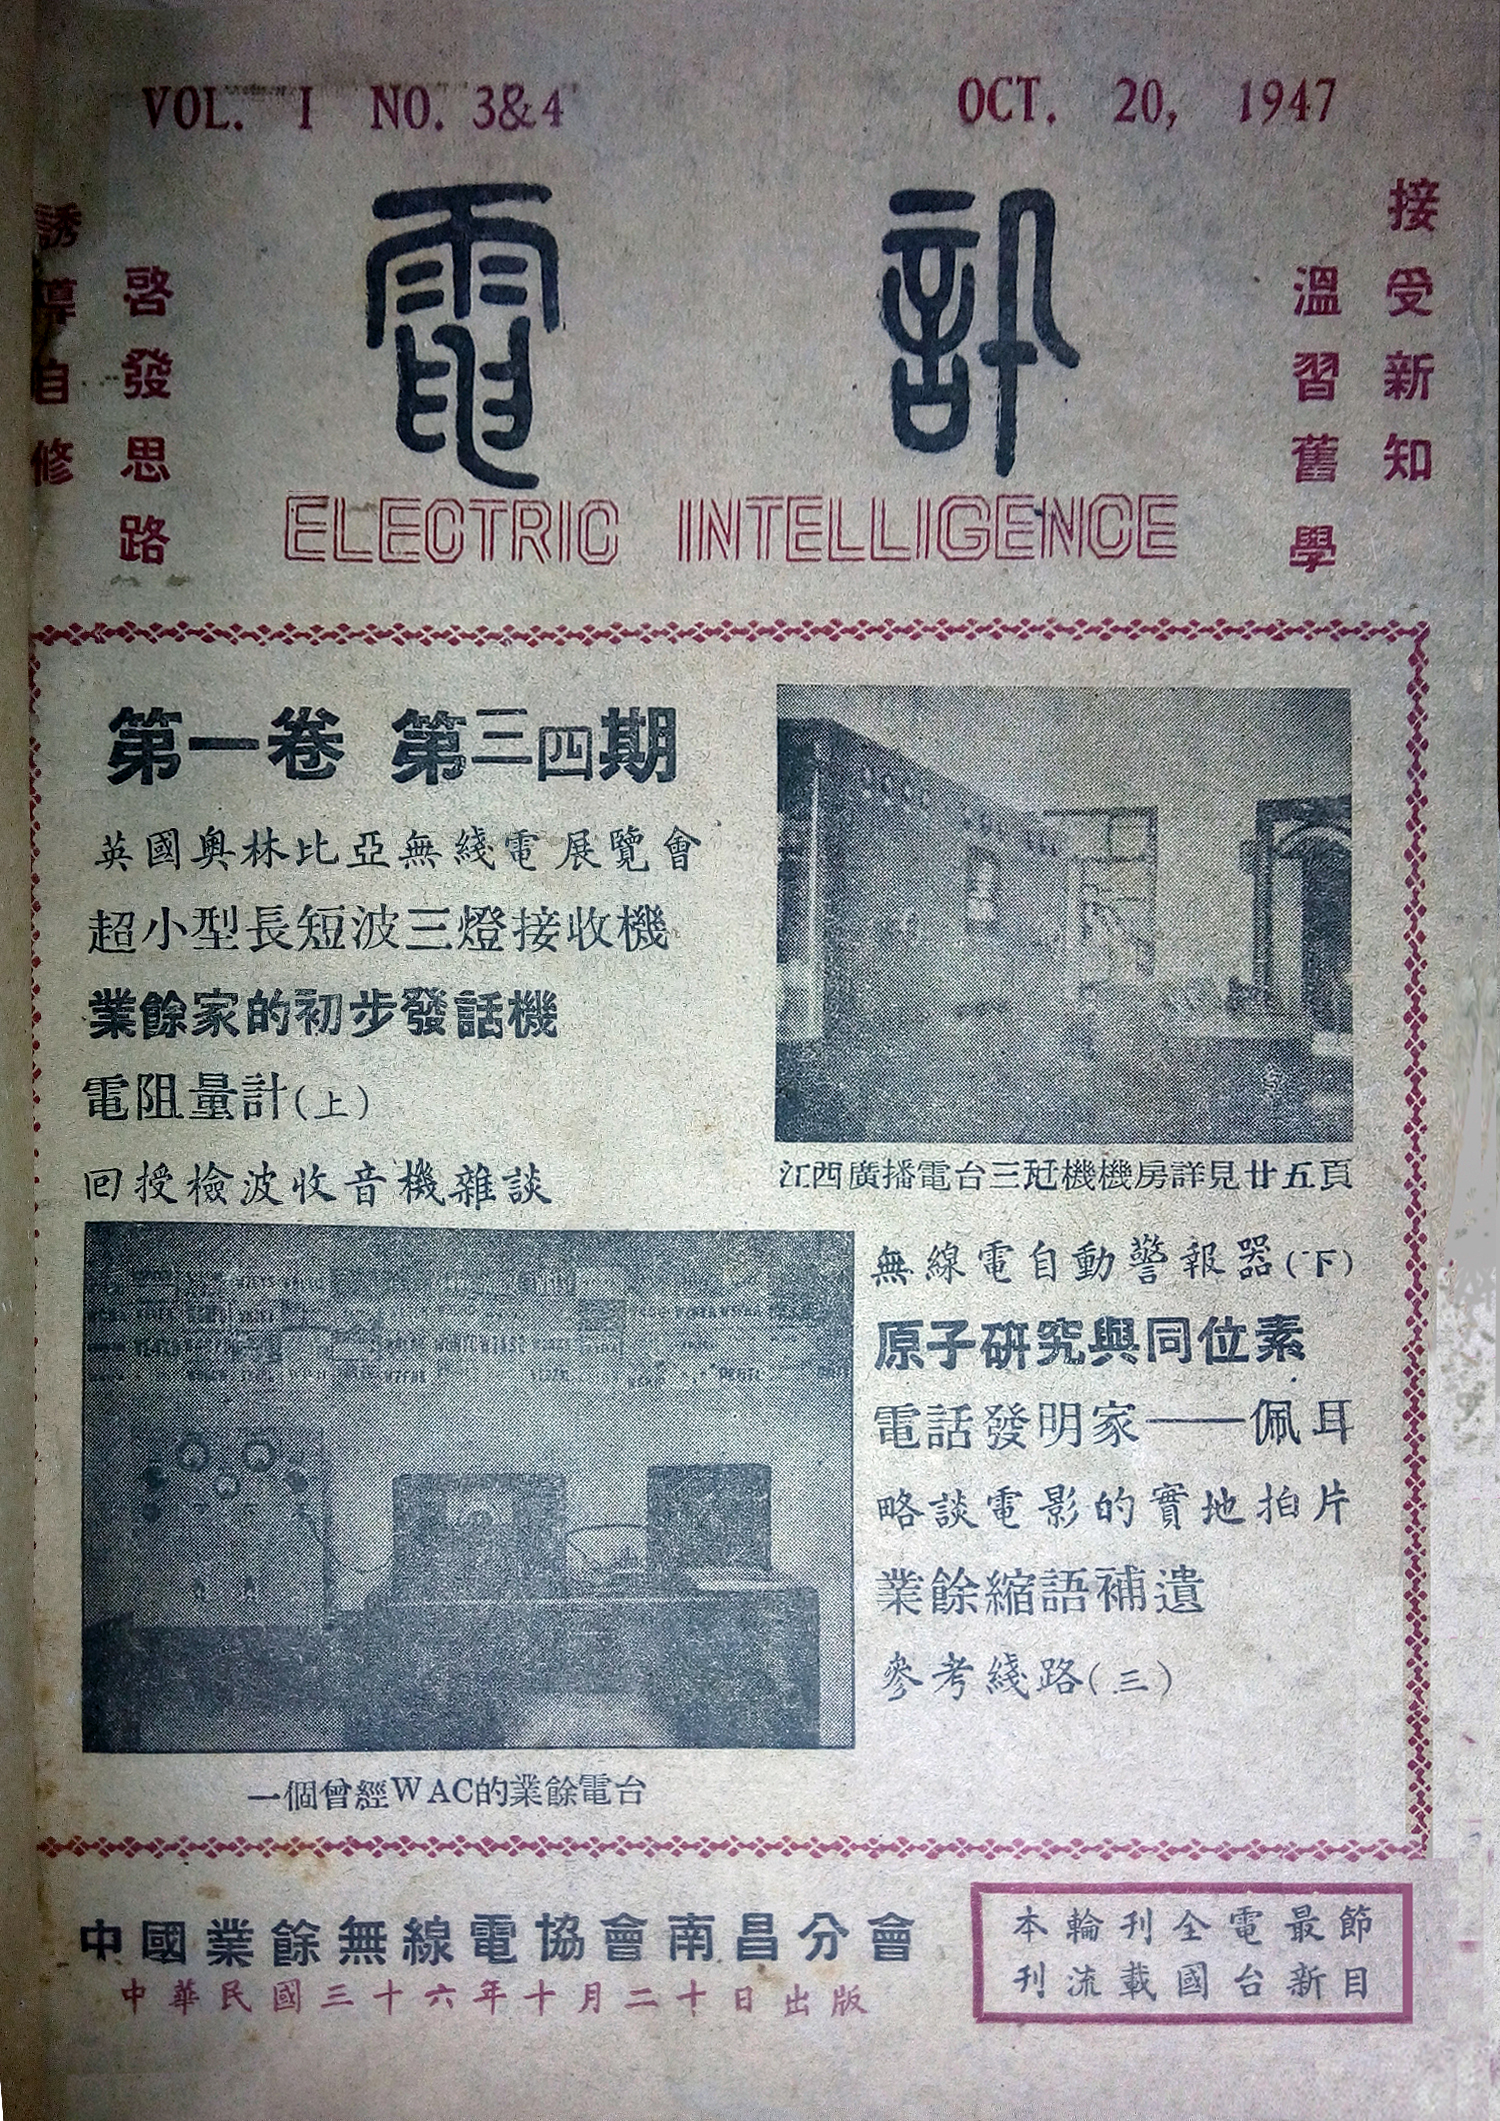 VOL. I NO. 3&4
OCT. 20, 1947
電訊
接受新知
溫習舊學
啓發思路
誘導自修
ELECTRIC INTELLIGENCE
第一卷 第三四期
英國奥林比亞無綫電展覽會
超小型長短波三燈接收機
業餘家的初步發話機
電阻量計(上)
回授檢波收音機雜談
江西廣播電台三瓩機機房詳見廿五頁
無線電自動警報器(下)
原子研究與同位素
電話發明家——佩耳
略談電影的實地拍片
業餘縮語補遺
參考綫路(三)
一個曾經WAC的業餘電台
中國業餘無線電協會南昌分會
中華民國三十六年十月二十日出版
本輪刊全電最節
刊流載國台新目